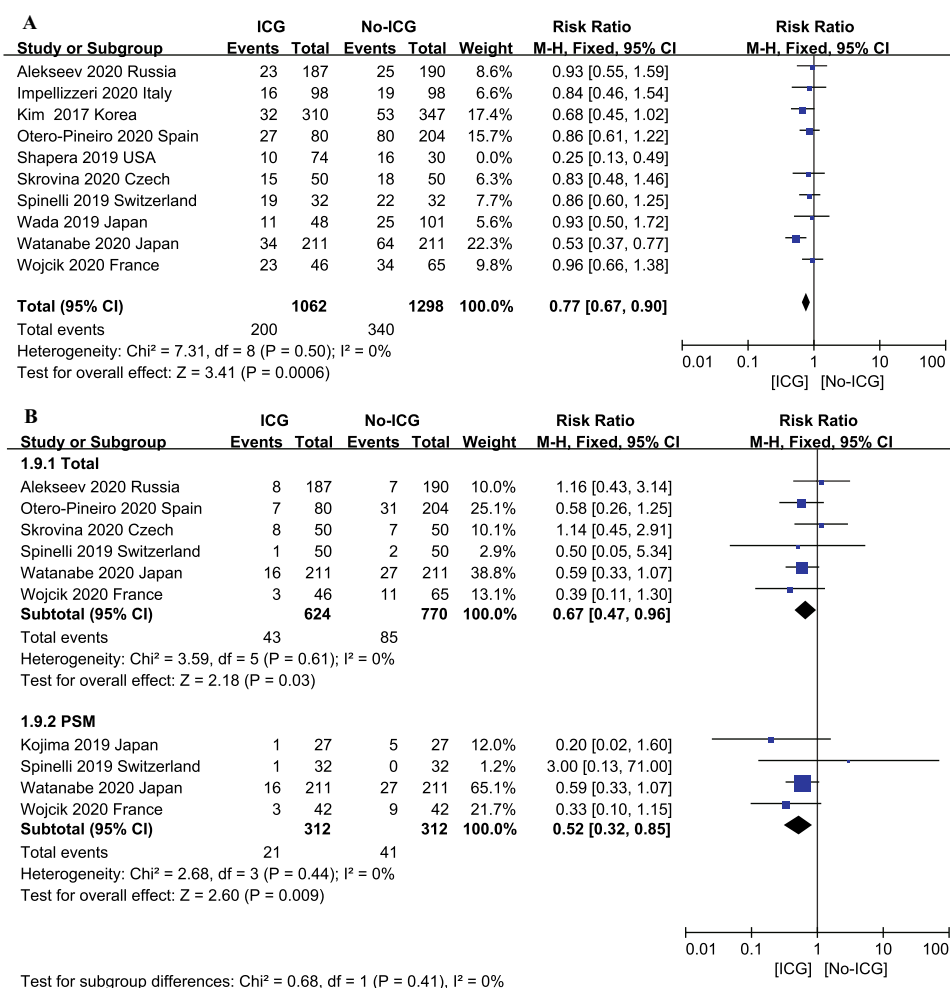 A
ICG No-ICG Risk Ratio Risk Ratio
Study or Subgroup Events Total Events Total Weight M-H, Fixed, 95% CI M-H, Fixed, 95% CI
Alekseev 2020 Russia 23 187 25 190 8.6% 0.93 [0.55, 1.59]
Impellizzeri 2020 Italy 16 98 19 98 6.6% 0.84 [0.46, 1.54]
Kim 2017 Korea 32 310 53 347 17.4% 0.68 [0.45, 1.02]
Otero-Pineiro 2020 Spain 27 80 80 204 15.7% 0.86 [0.61, 1.22]
Shapera 2019 USA 10 74 16 30 0.0% 0.25 [0.13, 0.49]
Skrovina 2020 Czech 15 50 18 50 6.3% 0.83 [0.48, 1.46]
Spinelli 2020 Switzerland 19 32 22 32 7.7% 0.86 [0.60, 1.25]
Wada 2019 Japan 11 48 25 101 5.6% 0.93 [0.50, 1.72]
Watanabe 2020 Japan 34 211 64 211 22.3% 0.53 [0.37, 0.77]
Wojcik 2020 France 23 46 34 65 9.8% 0.96 [0.66, 1.38]
Total (95% CI) 1062 1298 100.0% 0.77 [0.67, 0.90]
Total events 200 340
Heterogeneity: Chi² = 7.31, df = 8 (P = 0.50); I² = 0%
Test for overall effect: Z = 3.41 (P = 0.0006)
0.01 0.1 1 10 100
[ICG] [No-ICG]
B
ICG No-ICG Risk Ratio Risk Ratio
Study or Subgroup Events Total Events Total Weight M-H, Fixed, 95% CI M-H, Fixed, 95% CI
1.9.1 Total
Alekseev 2020 Russia 8 187 7 190 10.0% 1.16 [0.43, 3.14]
Otero-Pineiro 2020 Spain 7 80 31 204 25.1% 0.58 [0.26, 1.25]
Skrovina 2020 Czech 8 50 7 50 10.1% 1.14 [0.45, 2.91]
Spinelli 2019 Switzerland 1 50 2 50 2.9% 0.50 [0.05, 5.34]
Watanabe 2020 Japan 16 211 27 211 38.8% 0.59 [0.33, 1.07]
Wojcik 2020 France 3 46 11 65 13.1% 0.39 [0.11, 1.30]
Subtotal (95% CI) 624 770 100.0% 0.67 [0.47, 0.96]
Total events 43 85
Heterogeneity: Chi² = 3.59, df = 5 (P = 0.61); I² = 0%
Test for overall effect: Z = 2.18 (P = 0.03)
1.9.2 PSM
Kojima 2019 Japan 1 27 5 27 12.0% 0.20 [0.02, 1.60]
Spinelli 2019 Switzerland 1 32 0 32 1.2% 3.00 [0.13, 71.00]
Watanabe 2020 Japan 16 211 27 211 65.1% 0.59 [0.33, 1.07]
Wojcik 2020 France 3 42 9 42 21.7% 0.33 [0.10, 1.15]
Subtotal (95% CI) 312 312 100.0% 0.52 [0.32, 0.85]
Total events 21 41
Heterogeneity: Chi² = 2.68, df = 3 (P = 0.44); I² = 0%
Test for overall effect: Z = 2.60 (P = 0.009)
0.01 0.1 1 10 100
[ICG] [No-ICG]
Test for subgroup differences: Chi² = 0.68, df = 1 (P = 0.41), I² = 0%